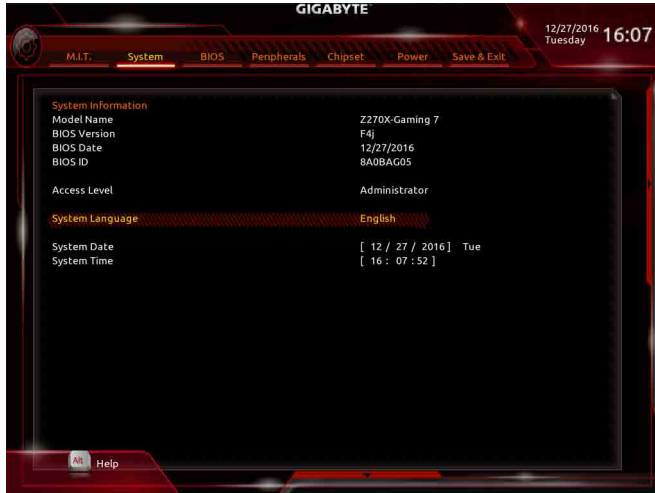 GIGABYTE
12/27/2016 16:07
Tuesday
M.I.T. System BIOS Peripherals Chipset Power Save & Exit
System Information
Model Name Z270X-Gaming 7
BIOS Version F4j
BIOS Date 12/27/2016
BIOS ID 8A0BAG05
Access Level Administrator
System Language English
System Date [ 12 / 27 / 2016 ] Tue
System Time [ 16 : 07 : 52 ]
Alt Help